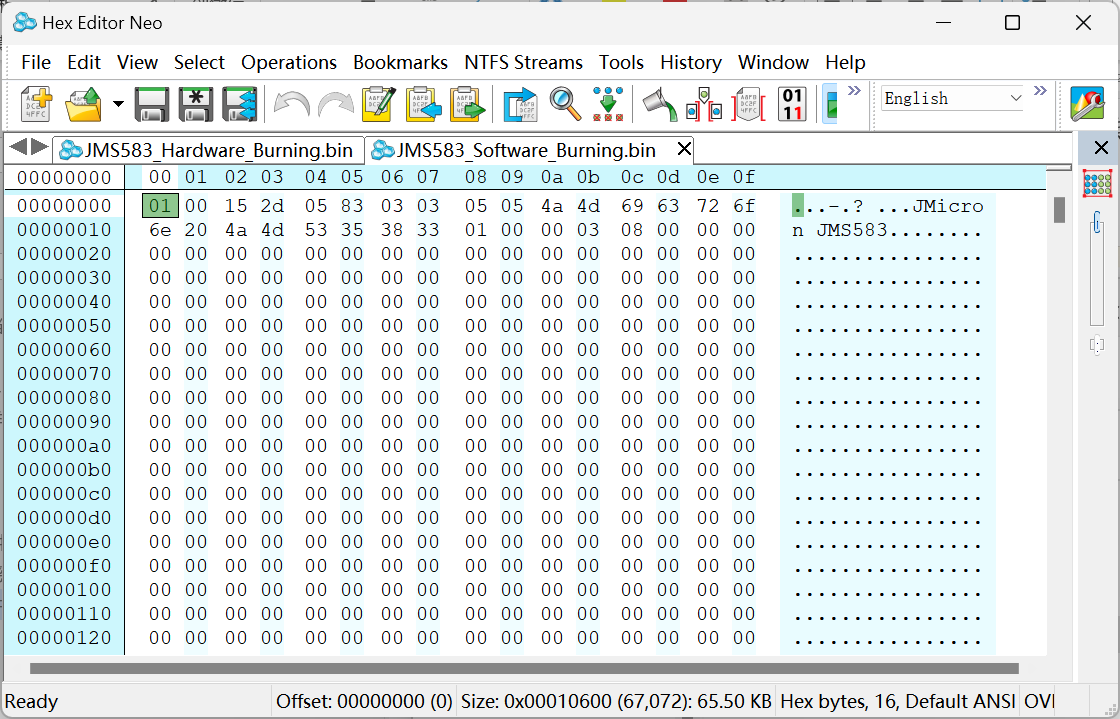 Hex Editor Neo
File Edit View Select Operations Bookmarks NTFS Streams Tools History Window Help
English
JMS583_Hardware_Burning.bin JMS583_Software_Burning.bin
00000000 00 01 02 03 04 05 06 07 08 09 0a 0b 0c 0d 0e 0f
00000000 01 00 15 2d 05 83 03 03 05 05 4a 4d 69 63 72 6f ...-.? ...JMicro
00000010 6e 20 4a 4d 53 35 38 33 01 00 00 03 08 00 00 00 n JMS583........
00000020 00 00 00 00 00 00 00 00 00 00 00 00 00 00 00 00 ................
00000030 00 00 00 00 00 00 00 00 00 00 00 00 00 00 00 00 ................
00000040 00 00 00 00 00 00 00 00 00 00 00 00 00 00 00 00 ................
00000050 00 00 00 00 00 00 00 00 00 00 00 00 00 00 00 00 ................
00000060 00 00 00 00 00 00 00 00 00 00 00 00 00 00 00 00 ................
00000070 00 00 00 00 00 00 00 00 00 00 00 00 00 00 00 00 ................
00000080 00 00 00 00 00 00 00 00 00 00 00 00 00 00 00 00 ................
00000090 00 00 00 00 00 00 00 00 00 00 00 00 00 00 00 00 ................
000000a0 00 00 00 00 00 00 00 00 00 00 00 00 00 00 00 00 ................
000000b0 00 00 00 00 00 00 00 00 00 00 00 00 00 00 00 00 ................
000000c0 00 00 00 00 00 00 00 00 00 00 00 00 00 00 00 00 ................
000000d0 00 00 00 00 00 00 00 00 00 00 00 00 00 00 00 00 ................
000000e0 00 00 00 00 00 00 00 00 00 00 00 00 00 00 00 00 ................
000000f0 00 00 00 00 00 00 00 00 00 00 00 00 00 00 00 00 ................
00000100 00 00 00 00 00 00 00 00 00 00 00 00 00 00 00 00 ................
00000110 00 00 00 00 00 00 00 00 00 00 00 00 00 00 00 00 ................
00000120 00 00 00 00 00 00 00 00 00 00 00 00 00 00 00 00 ................
Ready Offset: 00000000 (0) Size: 0x00010600 (67,072): 65.50 KB Hex bytes, 16, Default ANSI